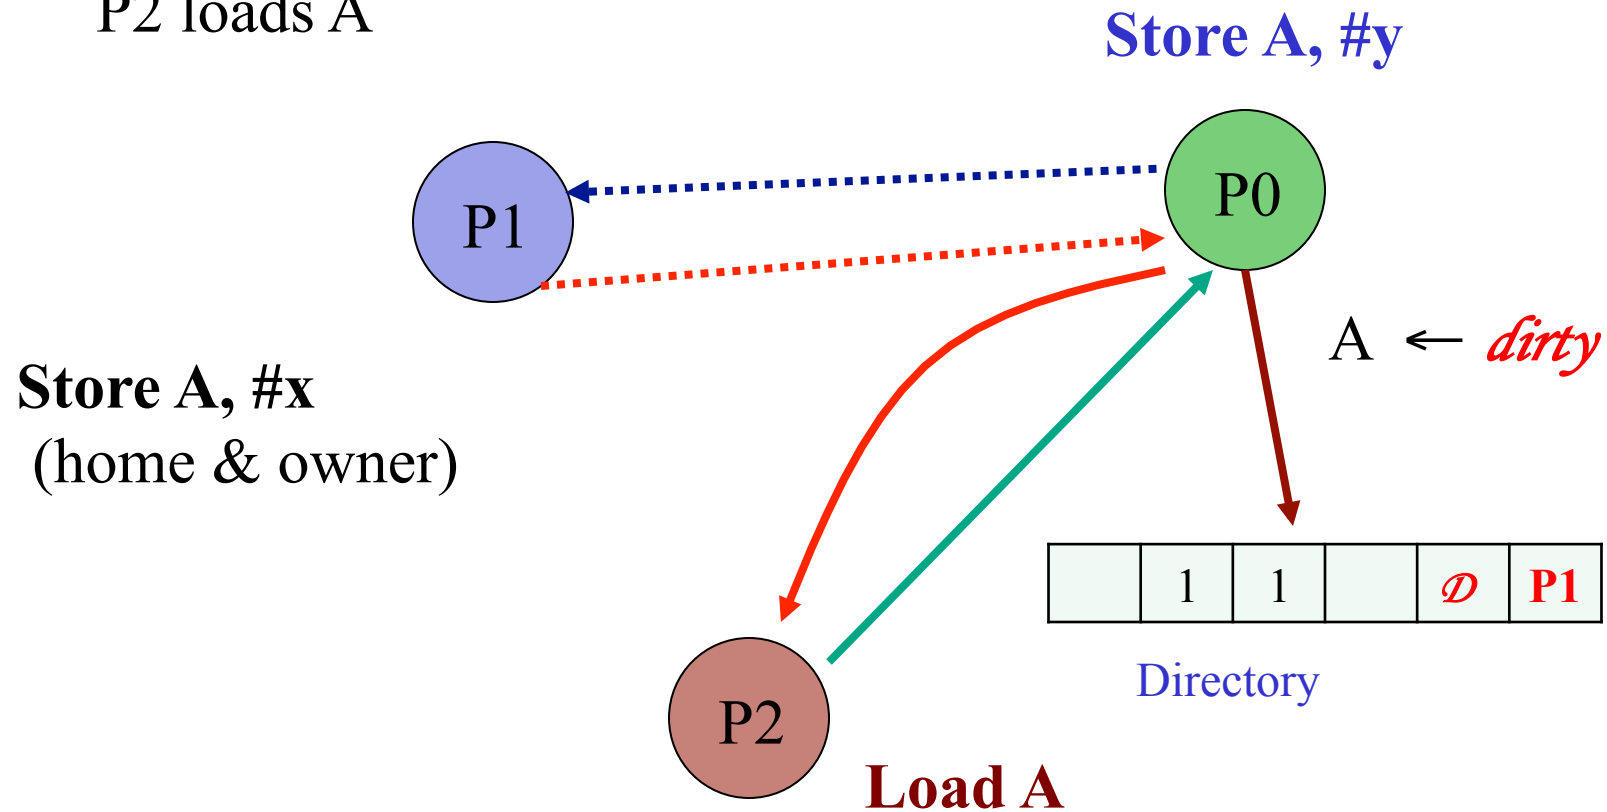 P2 loads A
Store A, #y
P1
P0
A ← dirty
Store A, #x
(home & owner)
1 1 D P1
Directory
P2
Load A